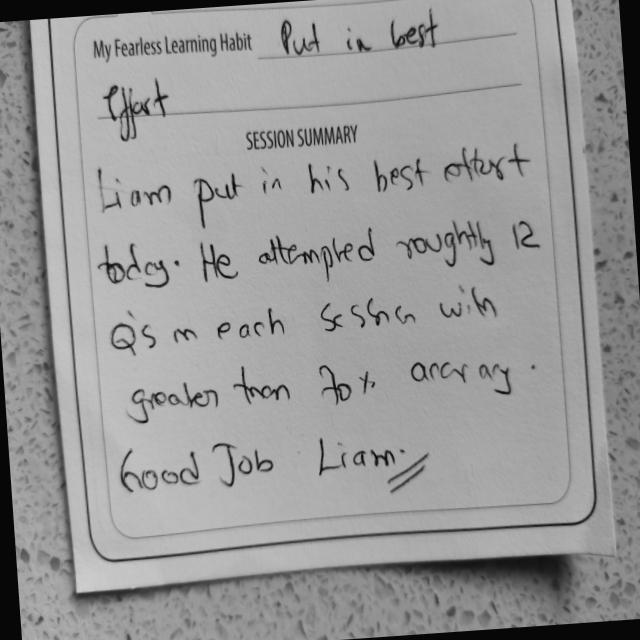 My Fearless Learning Habit Put in best
Effort
SESSION SUMMARY
Liam put in his best effort
today. He attempted roughtly 12
Q's in each session with
greater than 70% accuracy.
Good Job Liam.